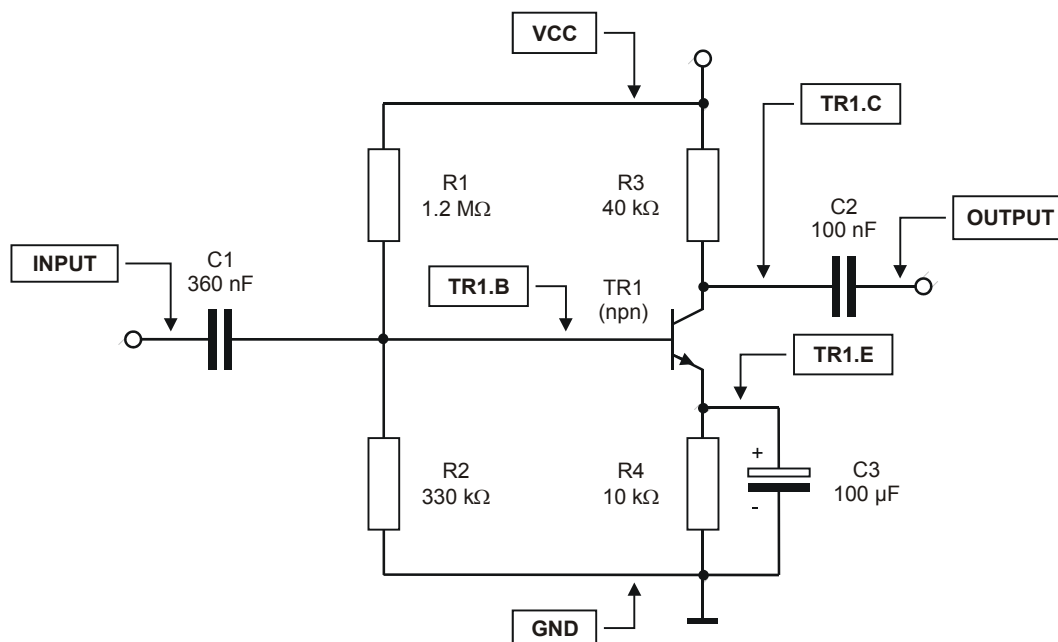 VCC
TR1.C
R1
1.2 MΩ
R3
40 kΩ
C2
100 nF
OUTPUT
INPUT
C1
360 nF
TR1.B
TR1
(npn)
TR1.E
R2
330 kΩ
R4
10 kΩ
+
-
C3
100 µF
GND